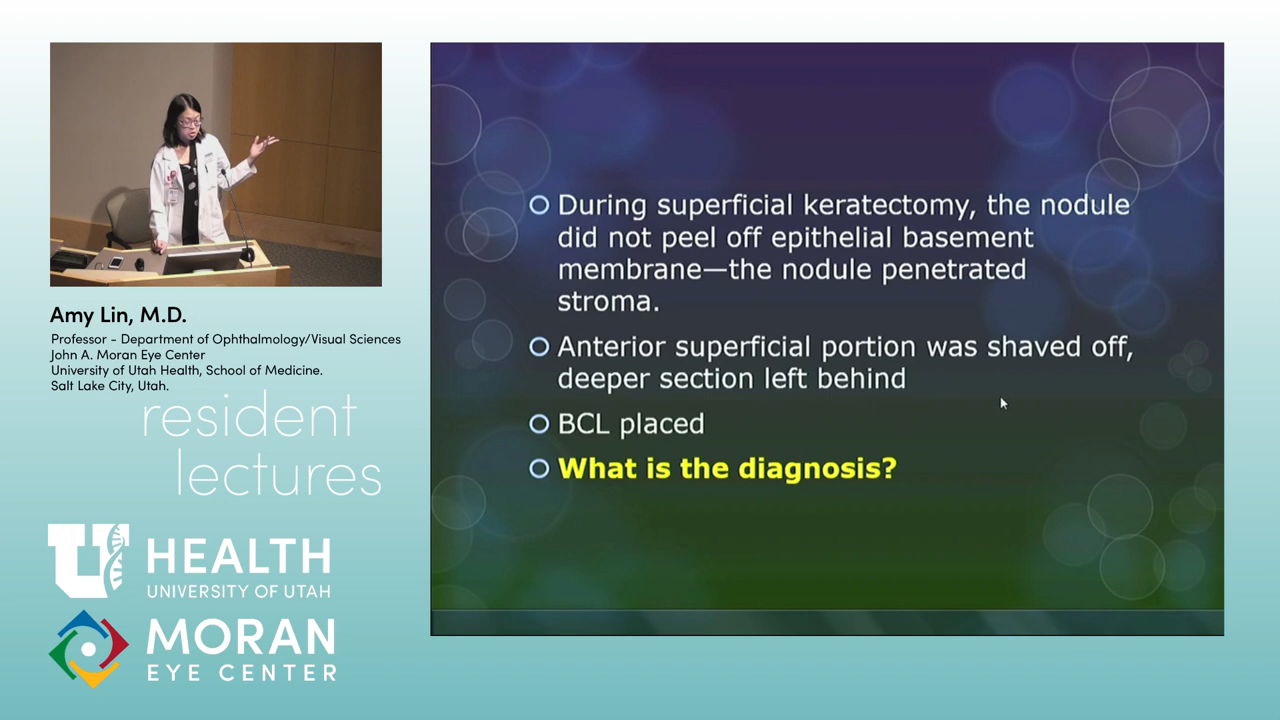 Amy Lin, M.D.
Professor - Department of Ophthalmology/Visual Sciences
John A. Moran Eye Center
University of Utah Health, School of Medicine.
Salt Lake City, Utah.
resident
lectures
U HEALTH
UNIVERSITY OF UTAH
MORAN
EYE CENTER
During superficial keratectomy, the nodule
did not peel off epithelial basement
membrane—the nodule penetrated
stroma.
Anterior superficial portion was shaved off,
deeper section left behind
BCL placed
What is the diagnosis?